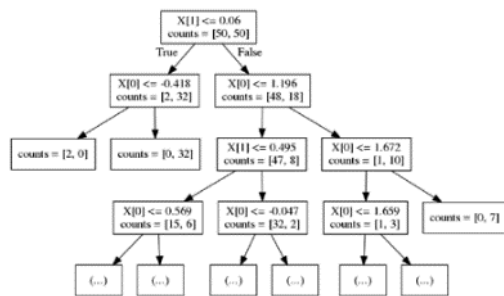 X[1] <= 0.06
counts = [50, 50]
True
False
X[0] <= -0.418
counts = [2, 32]
X[0] <= 1.196
counts = [48, 18]
counts = [2, 0]
counts = [0, 32]
X[1] <= 0.495
counts = [47, 8]
X[0] <= 1.672
counts = [1, 10]
X[0] <= 0.569
counts = [15, 6]
X[0] <= -0.047
counts = [32, 2]
X[0] <= 1.659
counts = [1, 3]
counts = [0, 7]
(...)
(...)
(...)
(...)
(...)
(...)